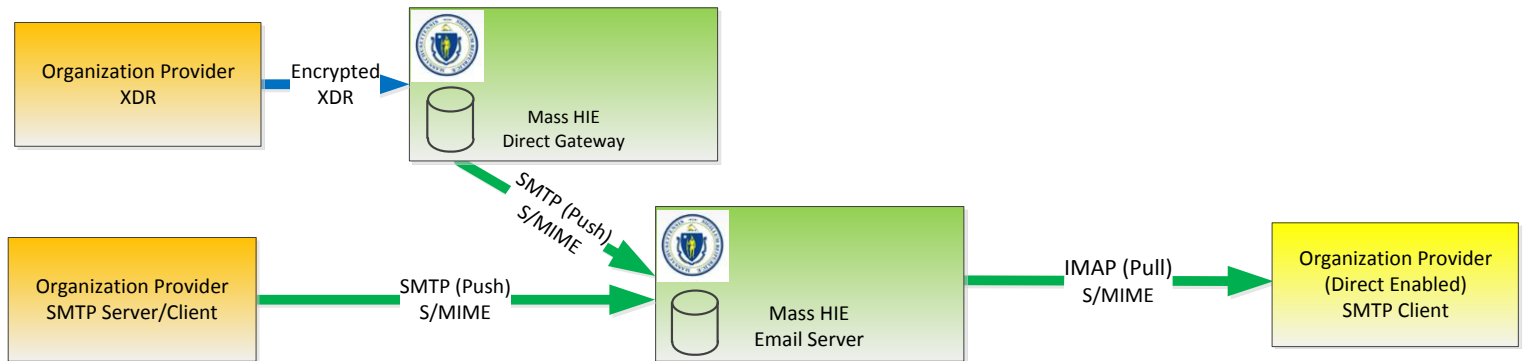 Organization Provider
XDR
Encrypted
XDR
Mass HIE
Direct Gateway
SMTP (Push)
S/MIME
Organization Provider
SMTP Server/Client
SMTP (Push)
S/MIME
Mass HIE
Email Server
IMAP (Pull)
S/MIME
Organization Provider
(Direct Enabled)
SMTP Client